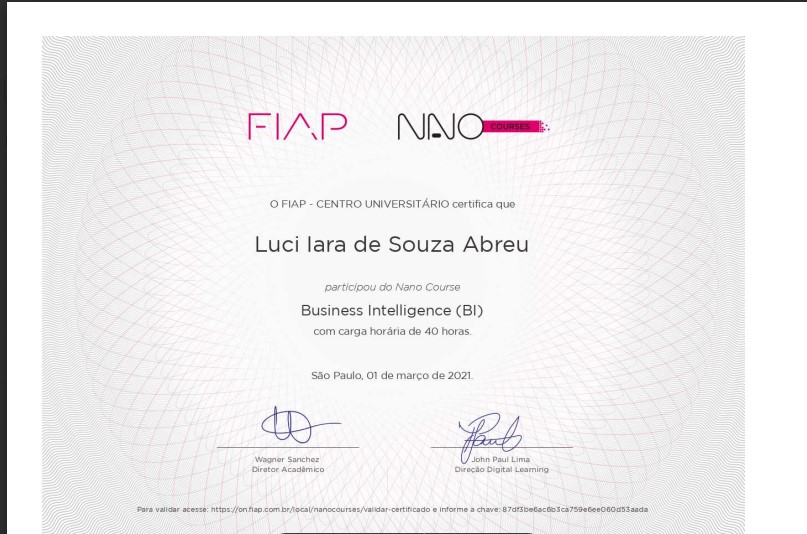 FIAP NANO COURSES
O FIAP - CENTRO UNIVERSITÁRIO certifica que
Luci Iara de Souza Abreu
participou do Nano Course
Business Intelligence (BI)
com carga horária de 40 horas.
São Paulo, 01 de março de 2021.
Wagner Sanchez John Paul Lima
Diretor Acadêmico Direção Digital Learning
Para validar acesse: https://on.fiap.com.br/local/nanocourses/validar-certificado e informe a chave: 87df3be6ac6b3ca759e6ee060d53aada